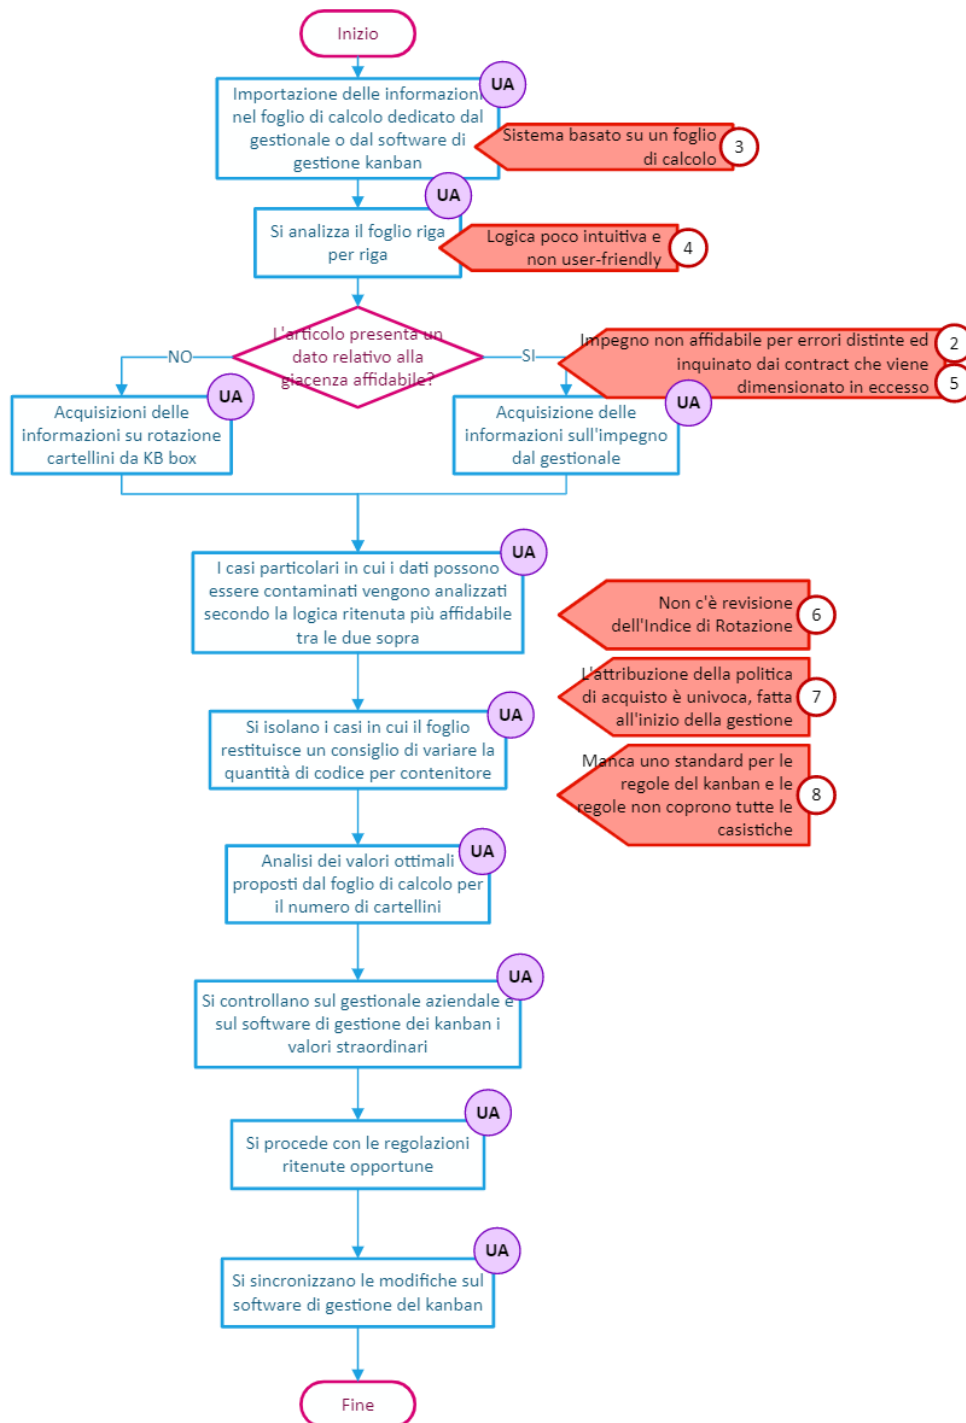 Inizio
UA
Importazione delle informazioni
nel foglio di calcolo dedicato dal
gestionale o dal software di
gestione kanban
Sistema basato su un foglio
di calcolo
3
UA
Si analizza il foglio riga
per riga
Logica poco intuitiva e
non user-friendly
4
L'articolo presenta un
dato relativo alla
giacenza affidabile?
NO
SI
Impegno non affidabile per errori distinte ed
inquinato dai contract che viene
dimensionato in eccesso
2
5
UA
Acquisizioni delle
informazioni su rotazione
cartellini da KB box
UA
Acquisizione delle
informazioni sull'impegno
dal gestionale
UA
I casi particolari in cui i dati possono
essere contaminati vengono analizzati
secondo la logica ritenuta più affidabile
tra le due sopra
Non c'è revisione
dell'Indice di Rotazione
6
L'attribuzione della politica
di acquisto è univoca, fatta
all'inizio della gestione
7
UA
Si isolano i casi in cui il foglio
restituisce un consiglio di variare la
quantità di codice per contenitore
Manca uno standard per le
regole del kanban e le
regole non coprono tutte le
casistiche
8
UA
Analisi dei valori ottimali
proposti dal foglio di calcolo per
il numero di cartellini
UA
Si controllano sul gestionale aziendale e
sul software di gestione dei kanban i
valori straordinari
UA
Si procede con le regolazioni
ritenute opportune
UA
Si sincronizzano le modifiche sul
software di gestione del kanban
Fine